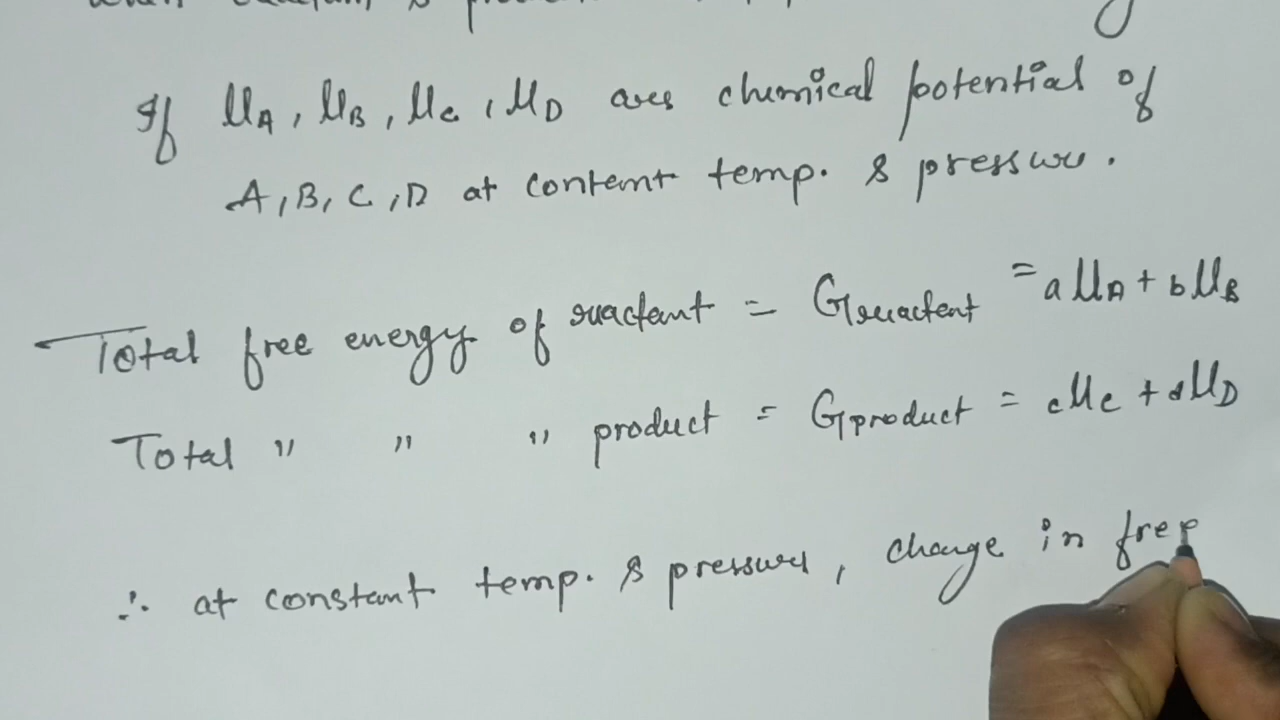 If μA, μB, μc, μD are chemical potential of
A, B, C, D at contemt temp. & pressure.
Total free energy of reactant = Greactent = aμA + bμB
Total " " " product = Gproduct = cμc + dμD
∴ at constant temp. & pressure, change in free